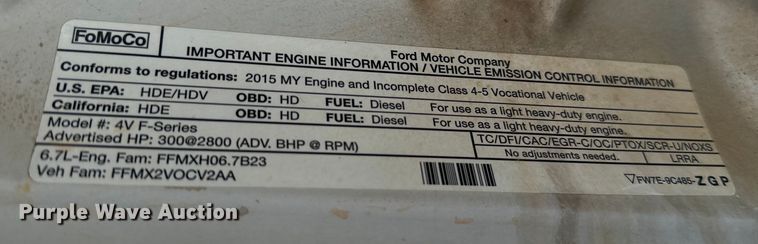 FoMoCo
Ford Motor Company
IMPORTANT ENGINE INFORMATION / VEHICLE EMISSION CONTROL INFORMATION
Conforms to regulations: 2015 MY Engine and Incomplete Class 4-5 Vocational Vehicle
U.S. EPA: HDE/HDV OBD: HD FUEL: Diesel For use as a light heavy-duty engine.
California: HDE OBD: HD FUEL: Diesel For use as a light heavy-duty engine.
Model #: 4V F-Series
Advertised HP: 300@2800 (ADV. BHP @ RPM) TC/DFI/CAC/EGR-C/OC/PTOX/SCR-U/NOXS
6.7L-Eng. Fam: FFMXH06.7B23 No adjustments needed. LRRA
Veh Fam: FFMX2VOCV2AA ▽FW7E-9C485-ZGP
Purple Wave Auction